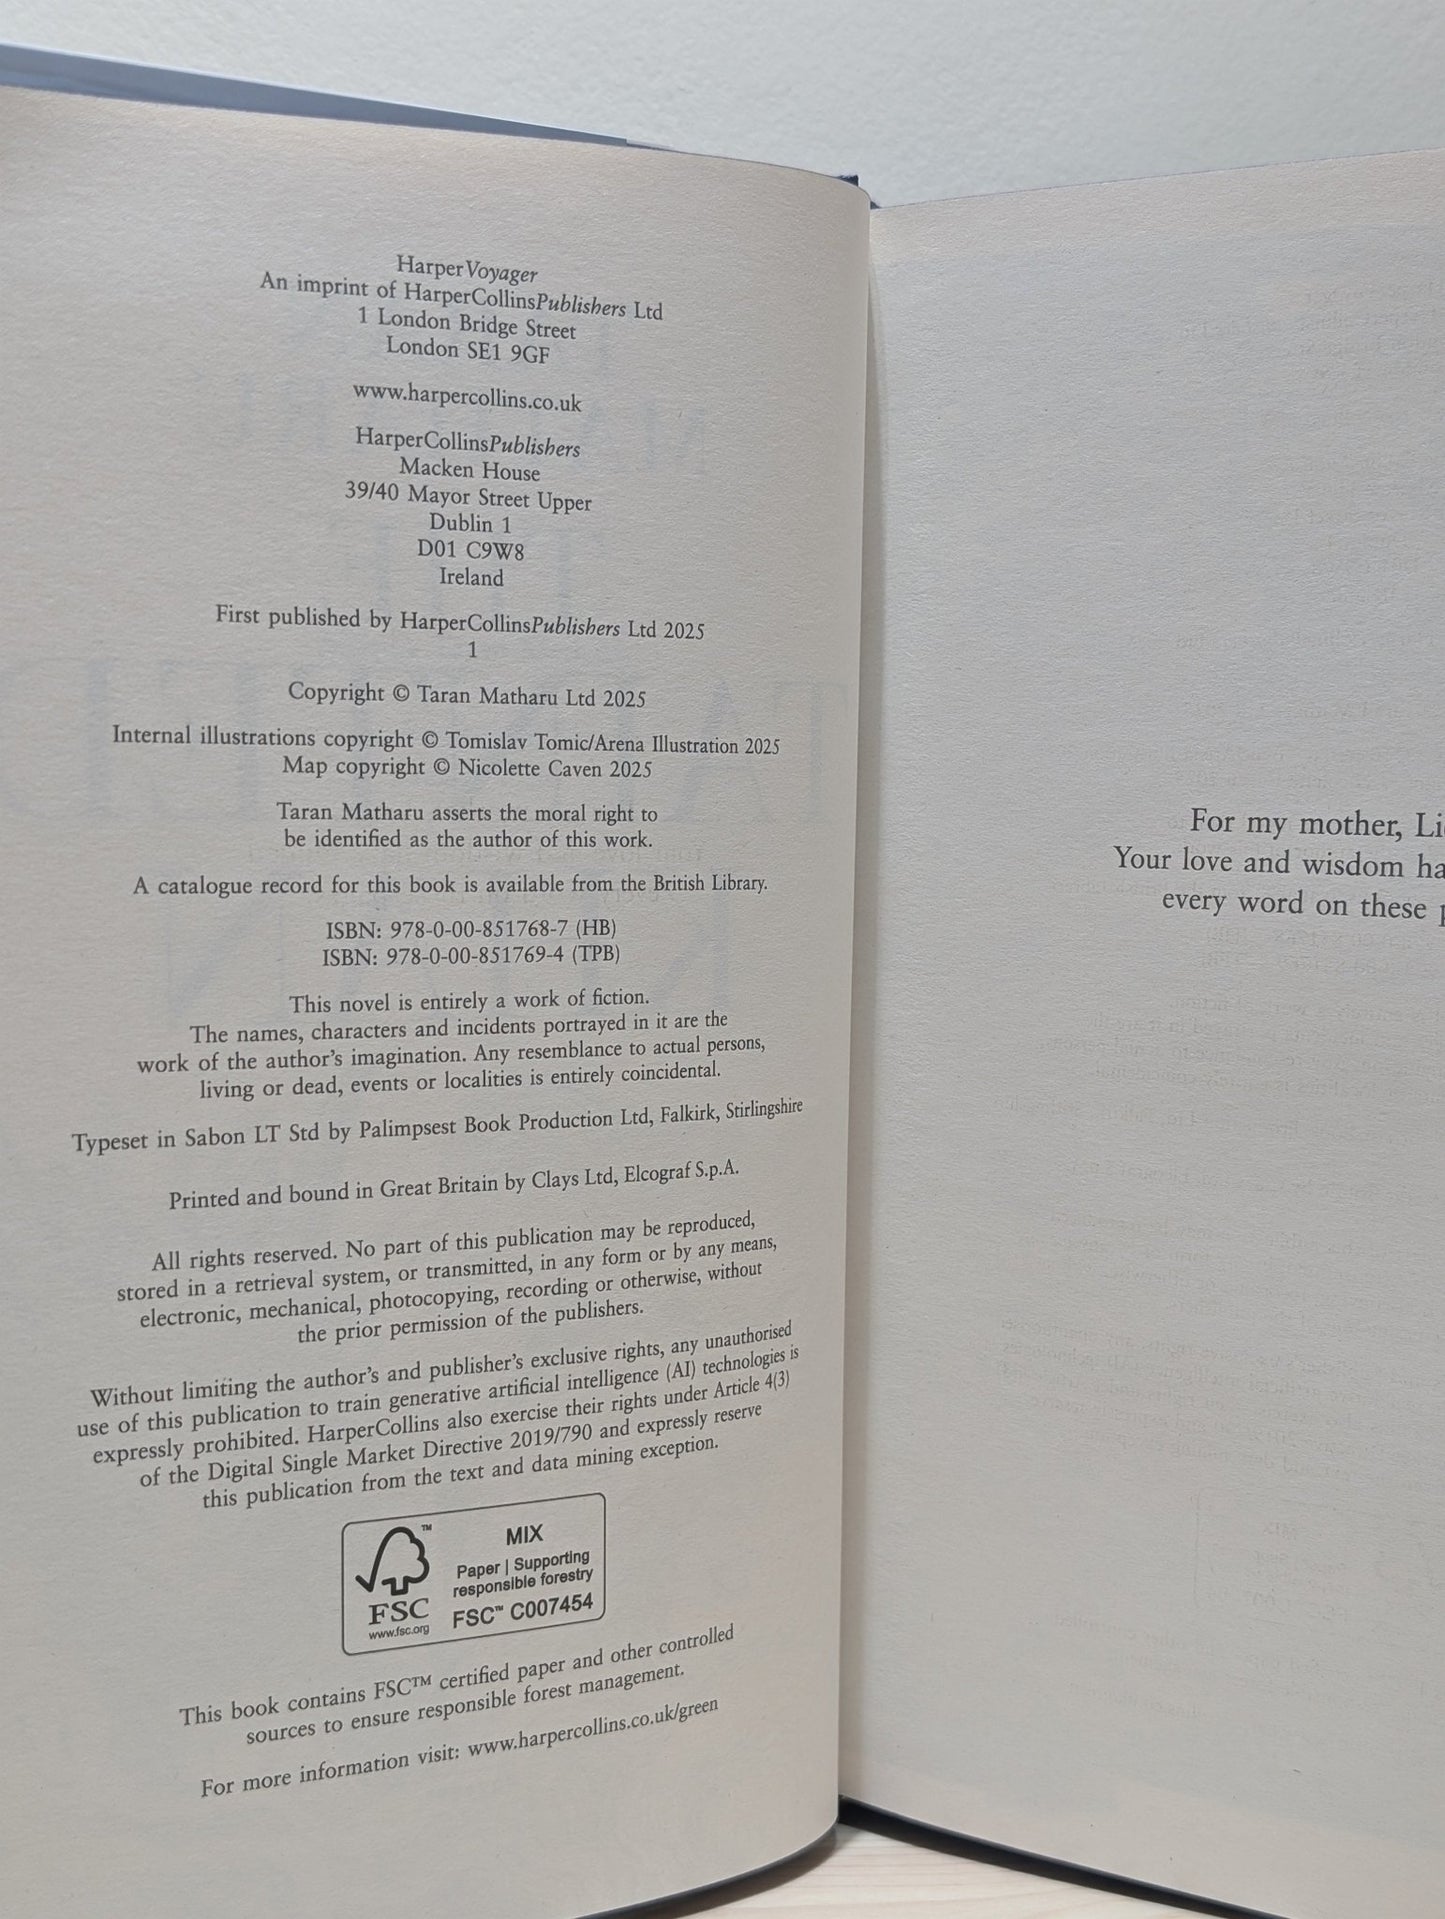 HarperVoyager
An imprint of HarperCollinsPublishers Ltd
1 London Bridge Street
London SE1 9GF
www.harpercollins.co.uk
HarperCollinsPublishers
Macken House
39/40 Mayor Street Upper
Dublin 1
D01 C9W8
Ireland
First published by HarperCollinsPublishers Ltd 2025
1
Copyright © Taran Matharu Ltd 2025
Internal illustrations copyright © Tomislav Tomic/Arena Illustration 2025
Map copyright © Nicolette Caven 2025
Taran Matharu asserts the moral right to
be identified as the author of this work.
A catalogue record for this book is available from the British Library.
ISBN: 978-0-00-851768-7 (HB)
ISBN: 978-0-00-851769-4 (TPB)
This novel is entirely a work of fiction.
The names, characters and incidents portrayed in it are the
work of the author's imagination. Any resemblance to actual persons,
living or dead, events or localities is entirely coincidental.
Typeset in Sabon LT Std by Palimpsest Book Production Ltd, Falkirk, Stirlingshire
Printed and bound in Great Britain by Clays Ltd, Elcograf S.p.A.
All rights reserved. No part of this publication may be reproduced,
stored in a retrieval system, or transmitted, in any form or by any means,
electronic, mechanical, photocopying, recording or otherwise, without
the prior permission of the publishers.
Without limiting the author's and publisher's exclusive rights, any unauthorised
use of this publication to train generative artificial intelligence (AI) technologies is
expressly prohibited. HarperCollins also exercise their rights under Article 4(3)
of the Digital Single Market Directive 2019/790 and expressly reserve
this publication from the text and data mining exception.
TM
FSC
www.fsc.org
MIX
Paper | Supporting
responsible forestry
FSC™ C007454
This book contains FSC™ certified paper and other controlled
sources to ensure responsible forest management.
For more information visit: www.harpercollins.co.uk/green
For my mother,
Your love and wisdom
every word on these